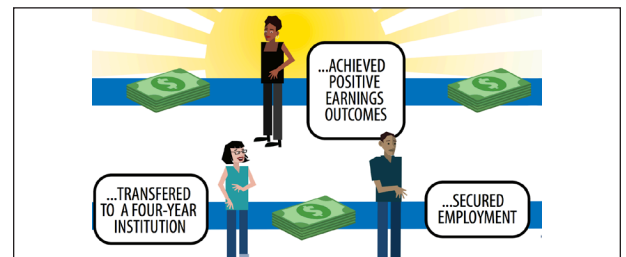 ...ACHIEVED
POSITIVE
EARNINGS
OUTCOMES
...TRANSFERED
TO A FOUR-YEAR
INSTITUTION
...SECURED
EMPLOYMENT